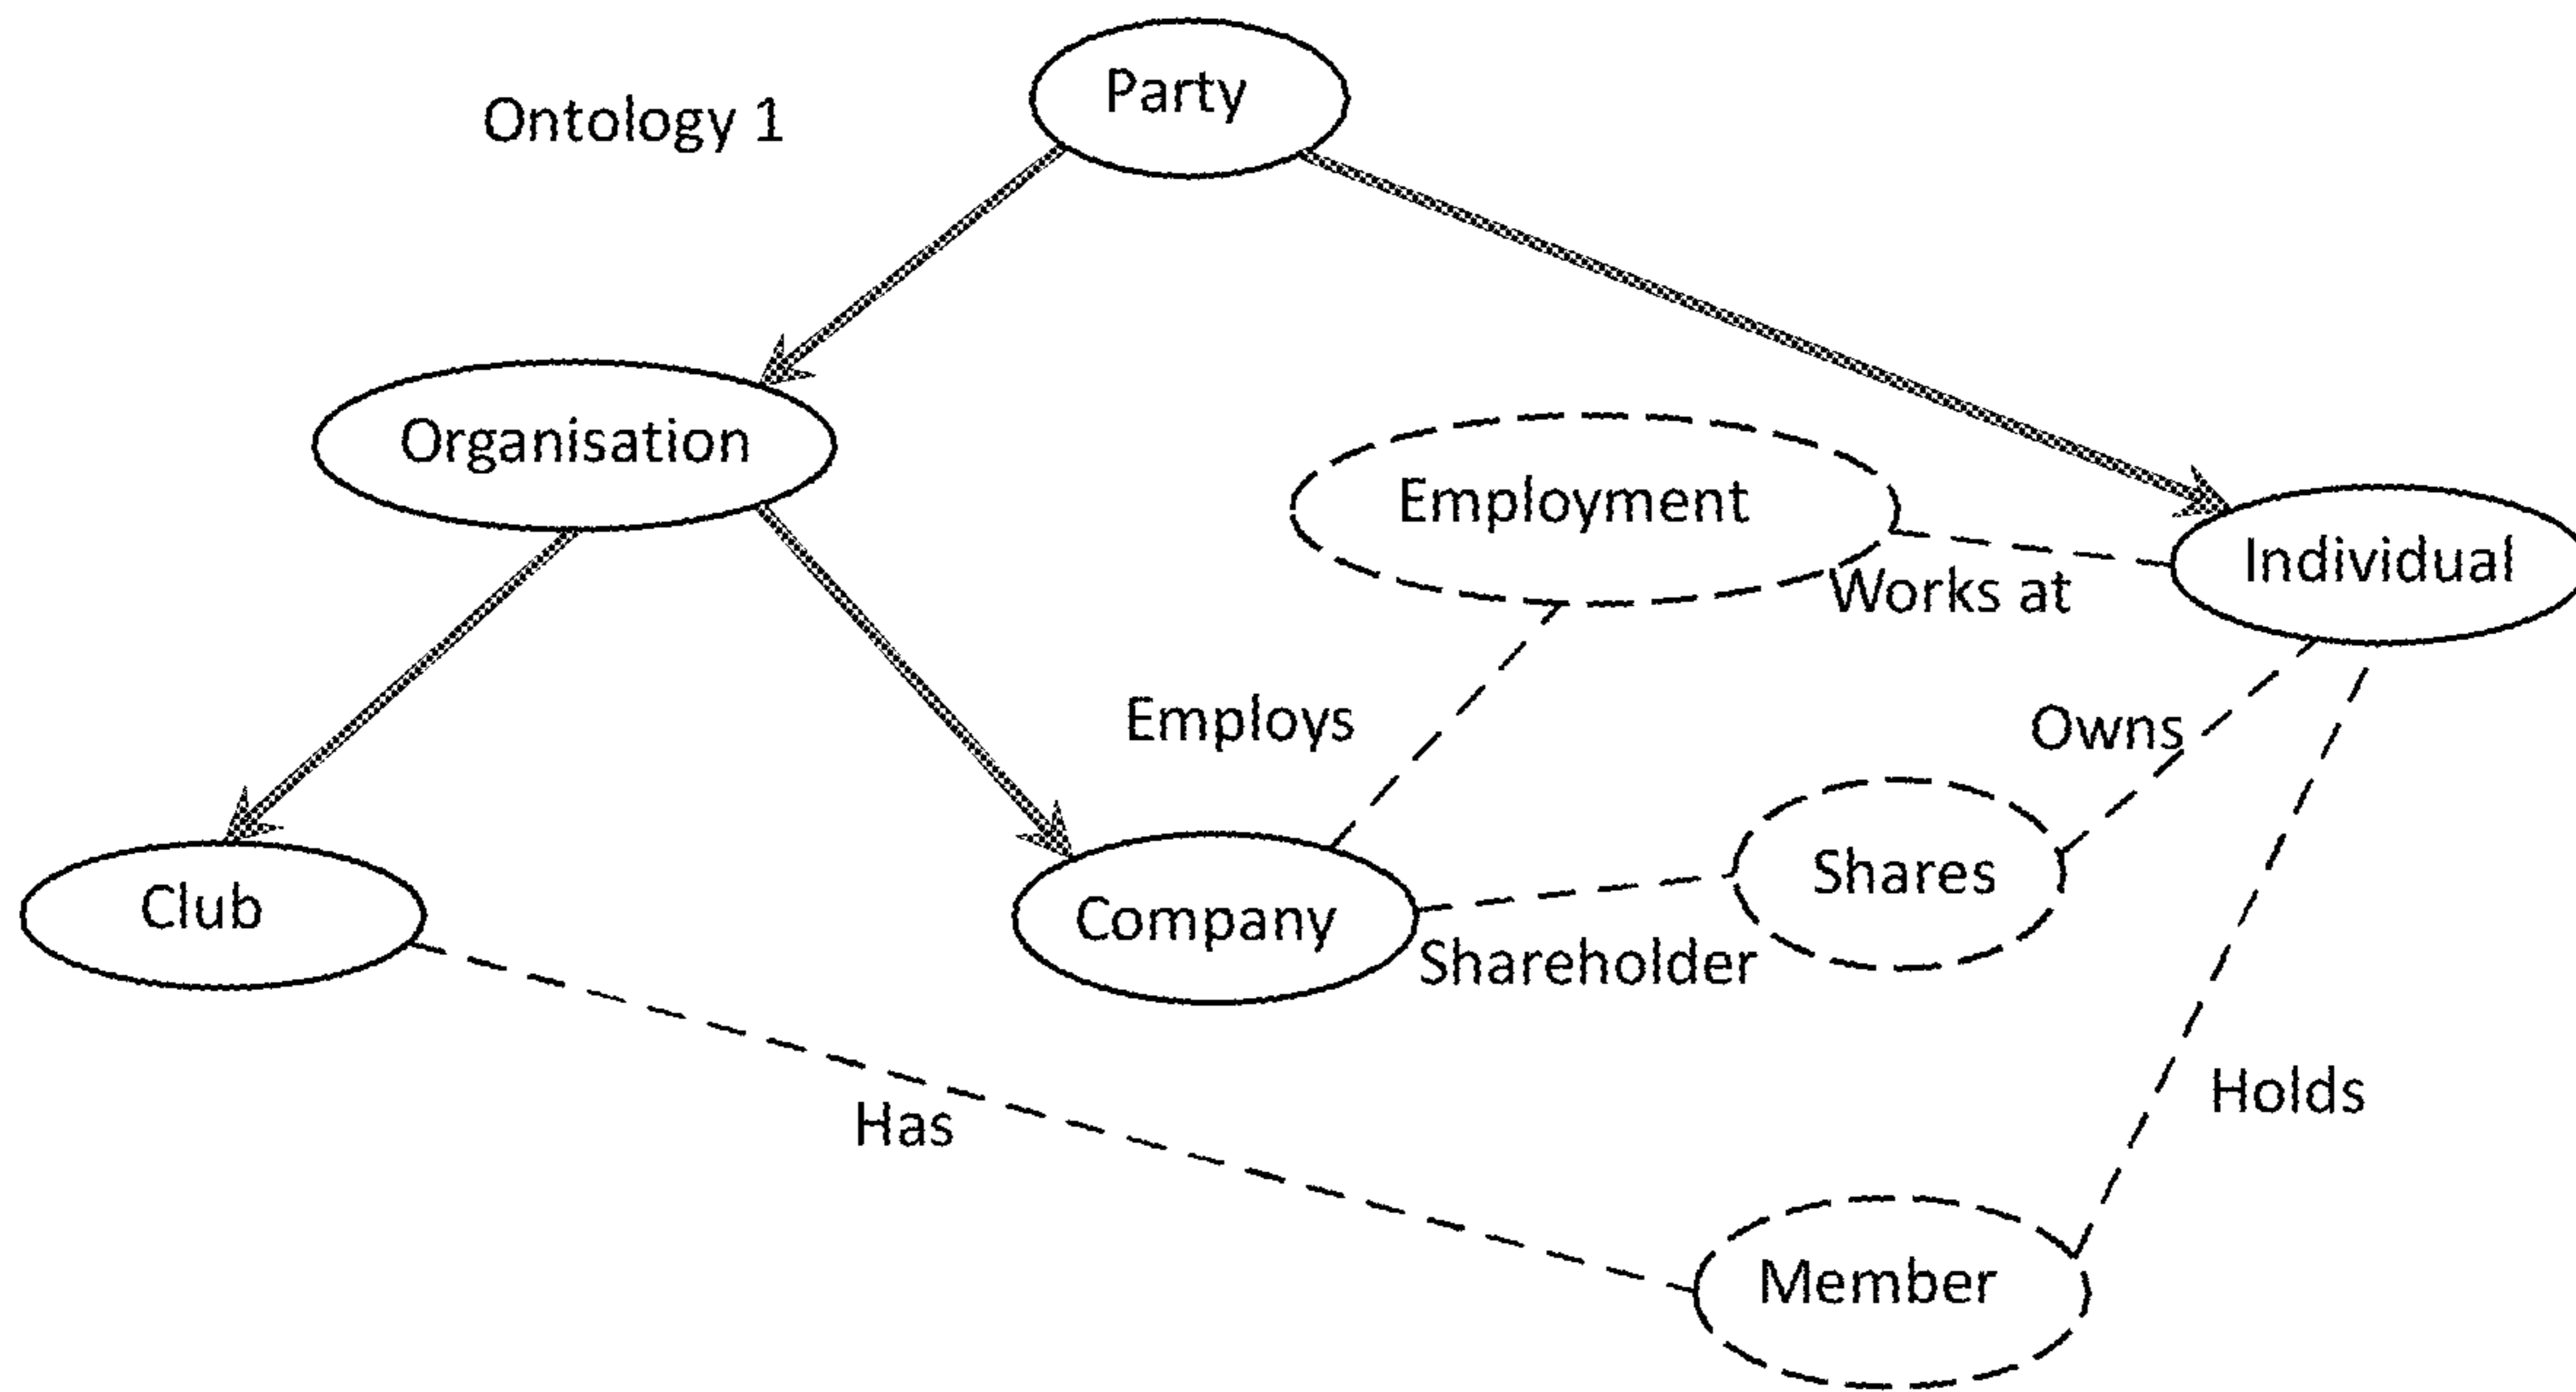 Party
Ontology 1
Organisation
Employment
Individual
Works at
Employs
Owns
Shares
Club
Company
Shareholder
Holds
Has
Member